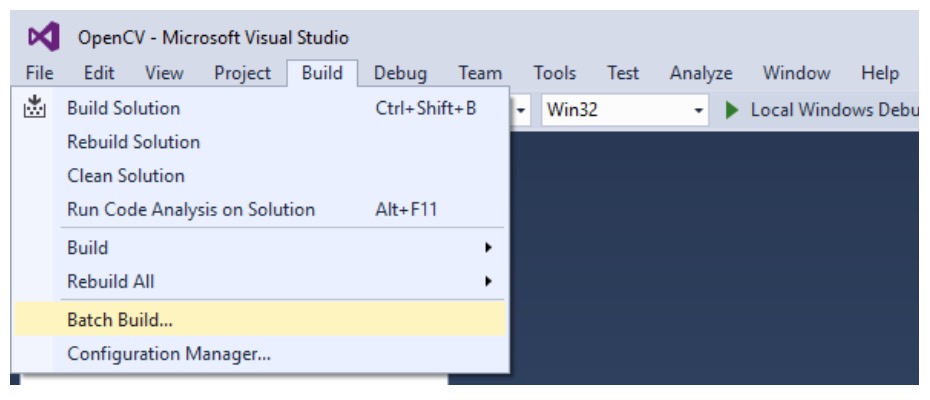 OpenCV - Microsoft Visual Studio
File Edit View Project Build Debug Team Tools Test Analyze Window Help
Build Solution Ctrl+Shift+B Win32 Local Windows Debu
Rebuild Solution
Clean Solution
Run Code Analysis on Solution Alt+F11
Build
Rebuild All
Batch Build...
Configuration Manager...